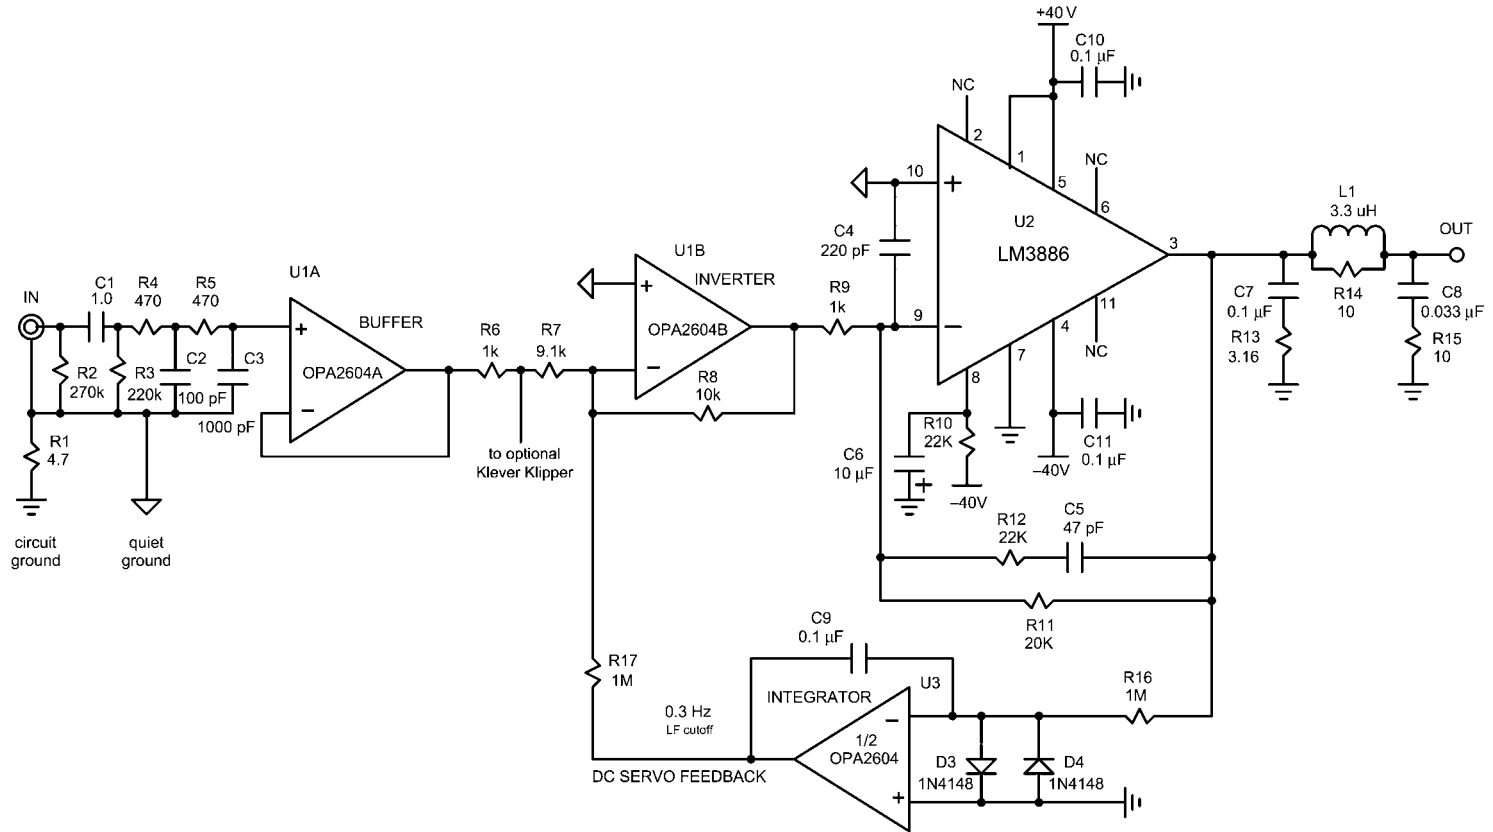 +40 V
C10
0.1 µF
NC
2
1
5
NC
6
10
+
U2
LM3886
3
C4
220 pF
9
−
11
4
NC
7
8
L1
3.3 uH
OUT
R14
10
C7
0.1 µF
R13
3.16
C8
0.033 µF
R15
10
IN
C1
1.0
R4
470
R5
470
R2
270k
R3
220k
C2
100 pF
C3
1000 pF
R1
4.7
circuit
ground
quiet
ground
U1A
+
BUFFER
OPA2604A
−
R6
1k
R7
9.1k
to optional
Klever Klipper
U1B
+
INVERTER
OPA2604B
−
R8
10k
R9
1k
R10
22K
C6
10 µF
+
−40V
−40V
C11
0.1 µF
R12
22K
C5
47 pF
R11
20K
C9
0.1 µF
R17
1M
0.3 Hz
LF cutoff
INTEGRATOR
U3
−
1/2
OPA2604
+
R16
1M
D3
1N4148
D4
1N4148
DC SERVO FEEDBACK